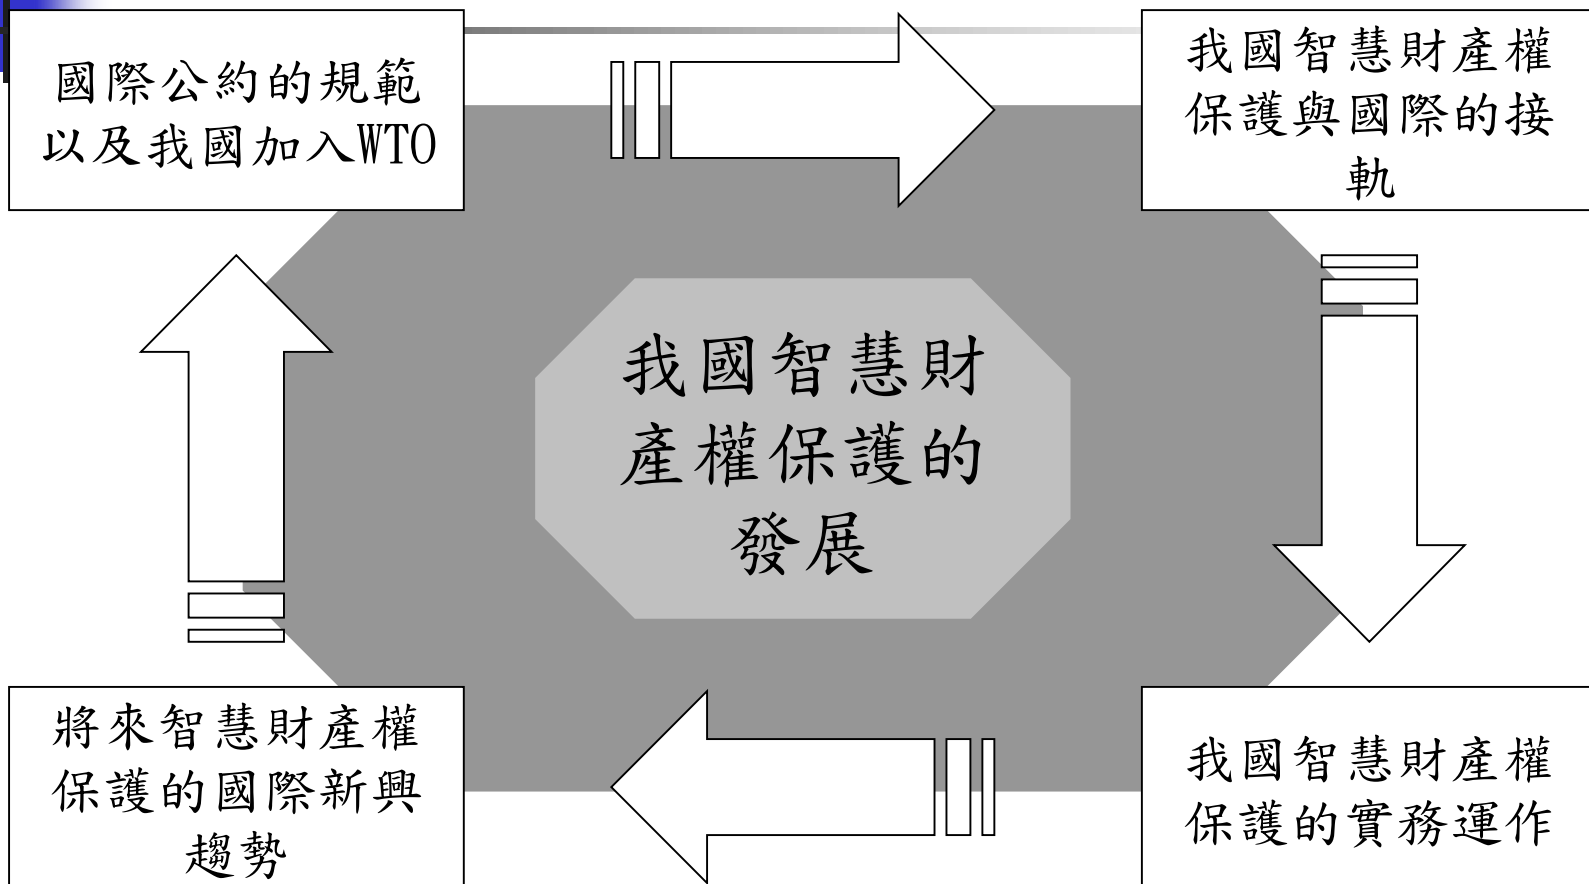 國際公約的規範
以及我國加入WTO
我國智慧財產權
保護與國際的接
軌
我國智慧財
產權保護的
發展
將來智慧財產權
保護的國際新興
趨勢
我國智慧財產權
保護的實務運作